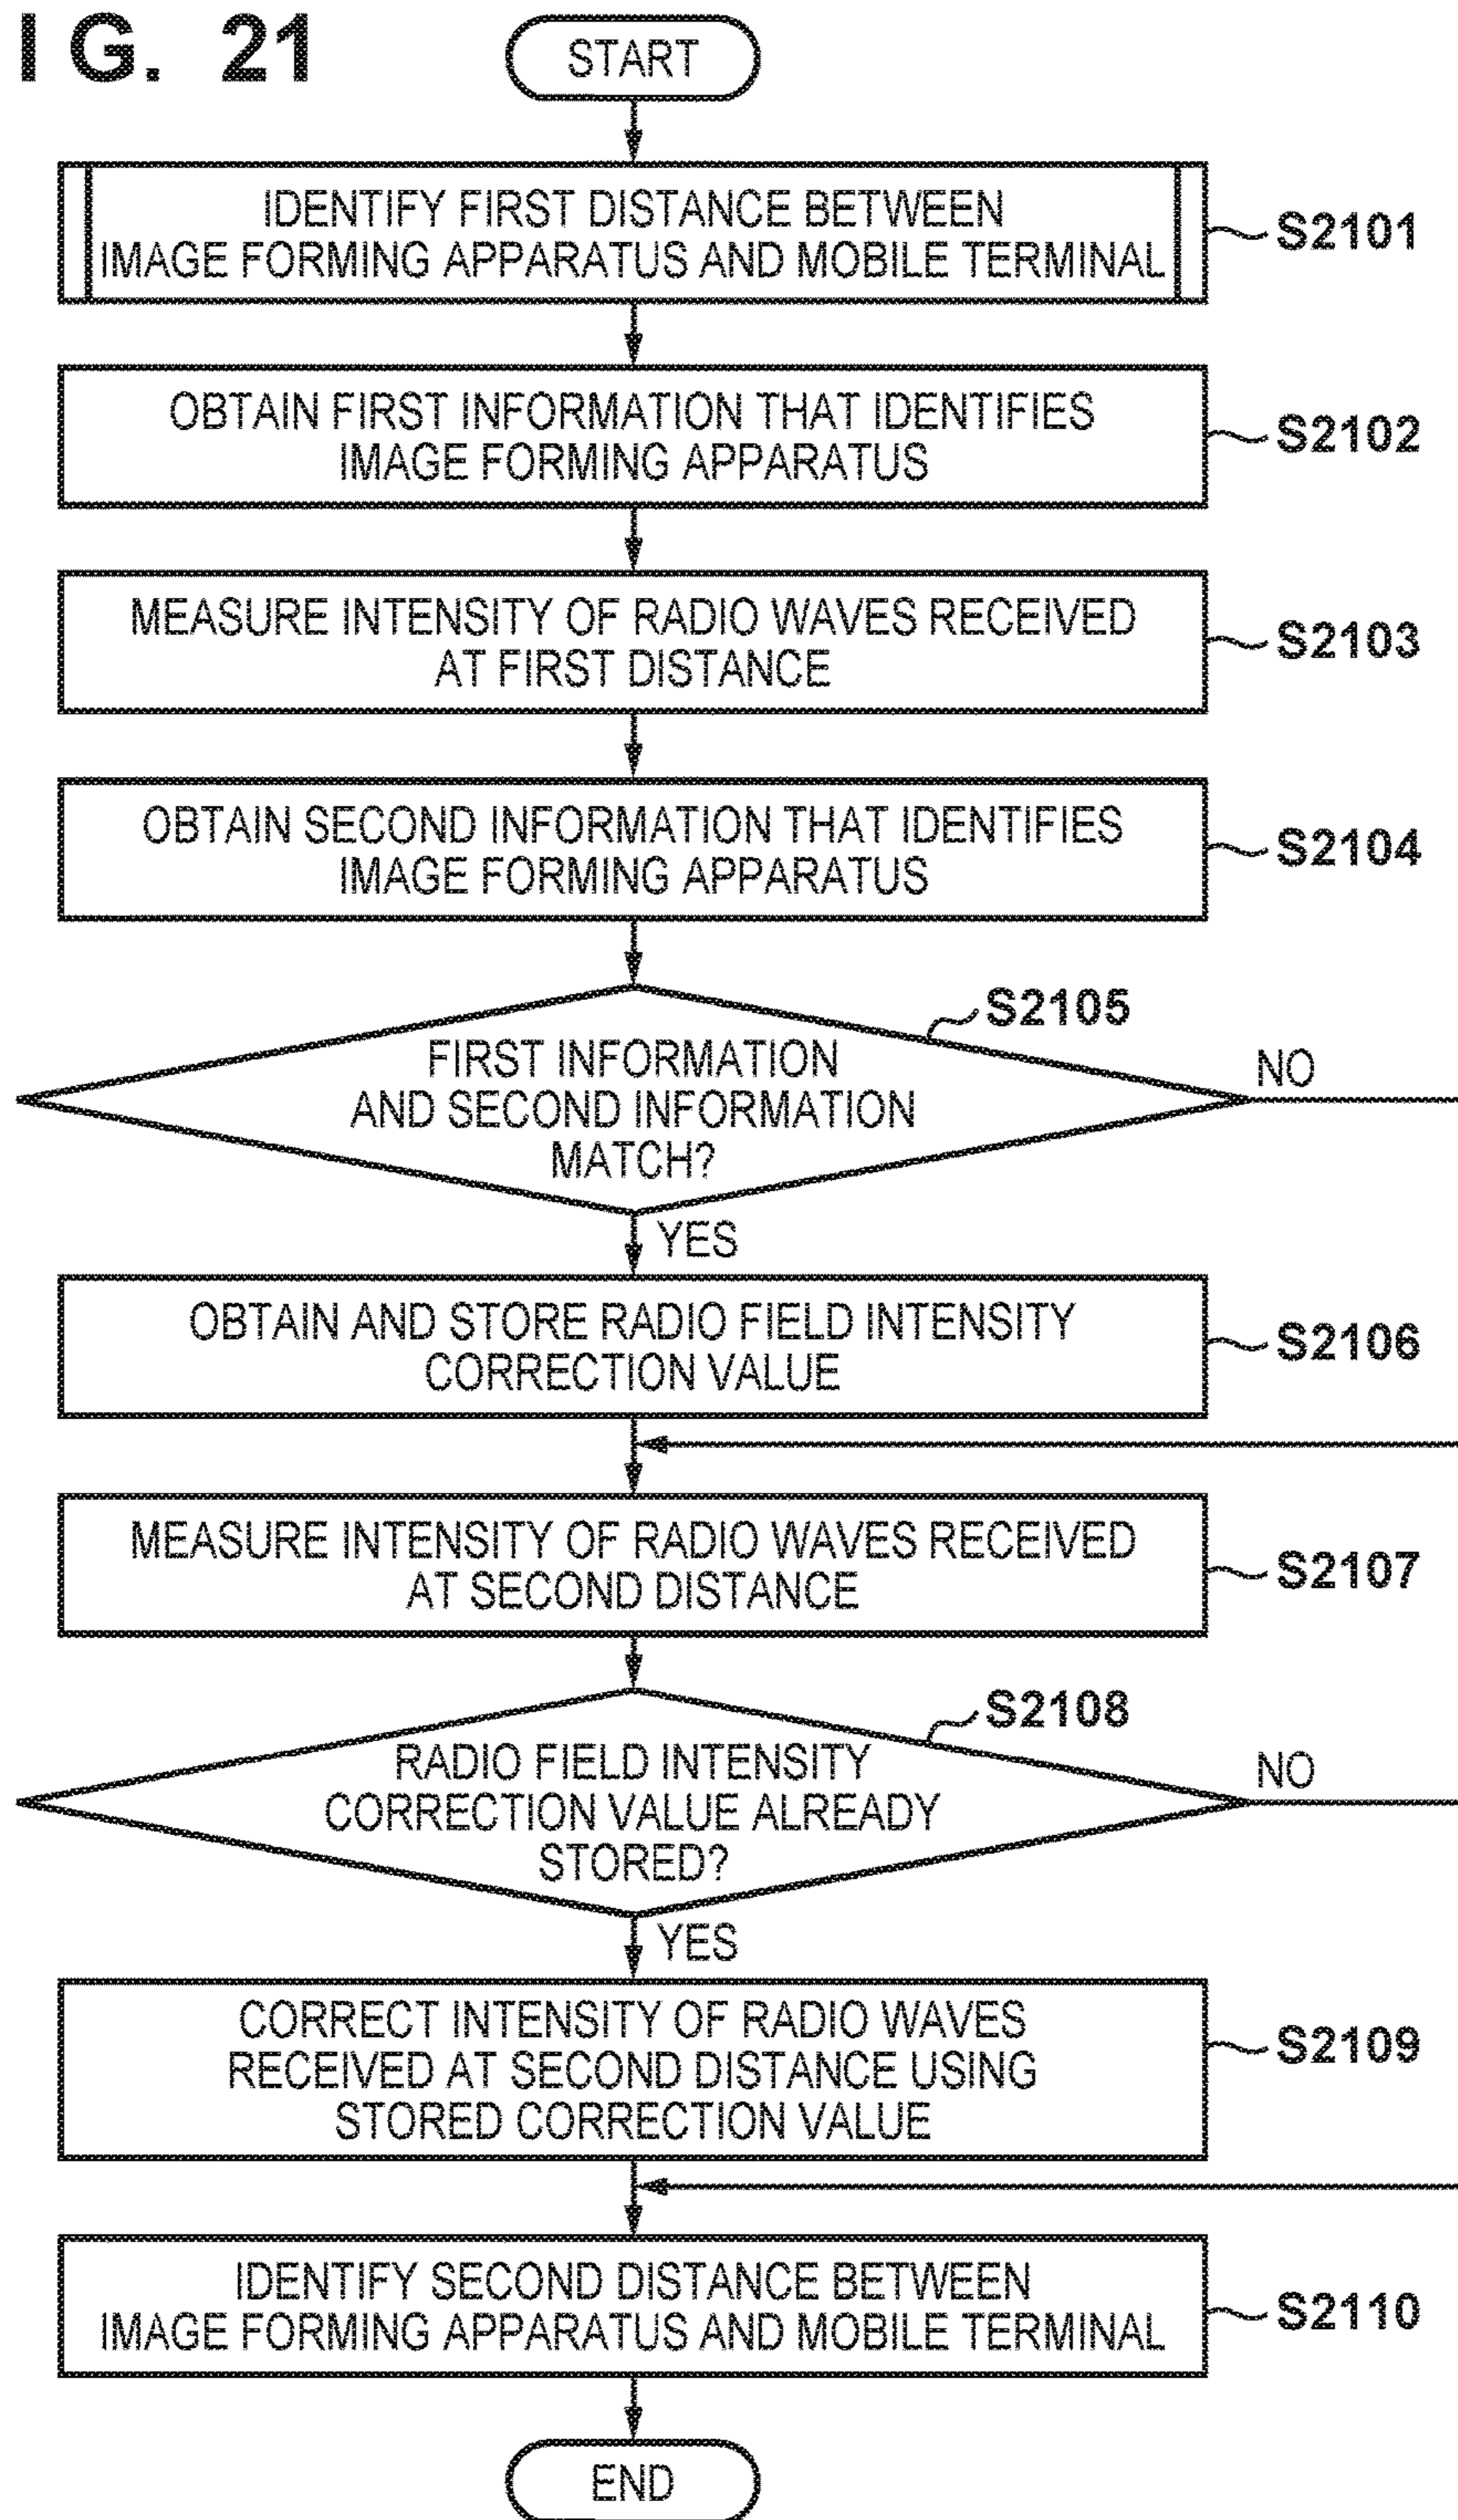 I G. 21
START
IDENTIFY FIRST DISTANCE BETWEEN
IMAGE FORMING APPARATUS AND MOBILE TERMINAL
S2101
OBTAIN FIRST INFORMATION THAT IDENTIFIES
IMAGE FORMING APPARATUS
S2102
MEASURE INTENSITY OF RADIO WAVES RECEIVED
AT FIRST DISTANCE
S2103
OBTAIN SECOND INFORMATION THAT IDENTIFIES
IMAGE FORMING APPARATUS
S2104
S2105
FIRST INFORMATION
AND SECOND INFORMATION
MATCH?
NO
YES
OBTAIN AND STORE RADIO FIELD INTENSITY
CORRECTION VALUE
S2106
MEASURE INTENSITY OF RADIO WAVES RECEIVED
AT SECOND DISTANCE
S2107
S2108
RADIO FIELD INTENSITY
CORRECTION VALUE ALREADY
STORED?
NO
YES
CORRECT INTENSITY OF RADIO WAVES
RECEIVED AT SECOND DISTANCE USING
STORED CORRECTION VALUE
S2109
IDENTIFY SECOND DISTANCE BETWEEN
IMAGE FORMING APPARATUS AND MOBILE TERMINAL
S2110
END